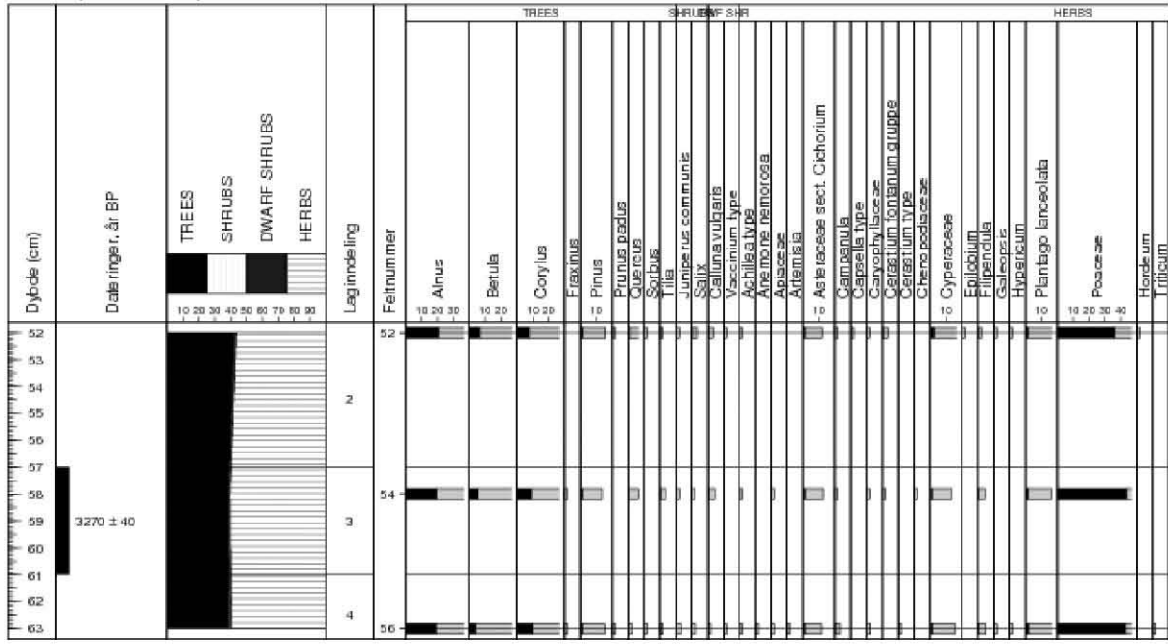 TREES SHRUBS HERBS
Dybde (cm)
Dateringer, år BP
TREES
SHRUBS
DWARF SHRUBS
HERBS
Laginndeling
Feltnummer
Alnus
Betula
Corylus
Fraxinus
Pinus
Prunus padus
Quercus
Sorbus
Tilia
Juniperus communis
Salix
Calluna vulgaris
Vaccinium type
Achillea type
Anemone nemorosa
Apiaceae
Artemisia
Asteraceae sect. Cichorium
Campanula
Capsella type
Caryophyllaceae
Cerastium fontanum gruppe
Cerastium type
Chenopodiaceae
Cyperaceae
Epilobium
Filipendula
Galeopsis
Hypericum
Plantago lanceolata
Poaceae
Hordeum
Triticum
10 20 30 40 50 60 70 80 90
10 20 30
10 20
10 20
10
10
10
10
10 20 30 40
52
53
54
55
56
57
58
59
60
61
62
63
3270 ± 40
2
3
4
52
54
56